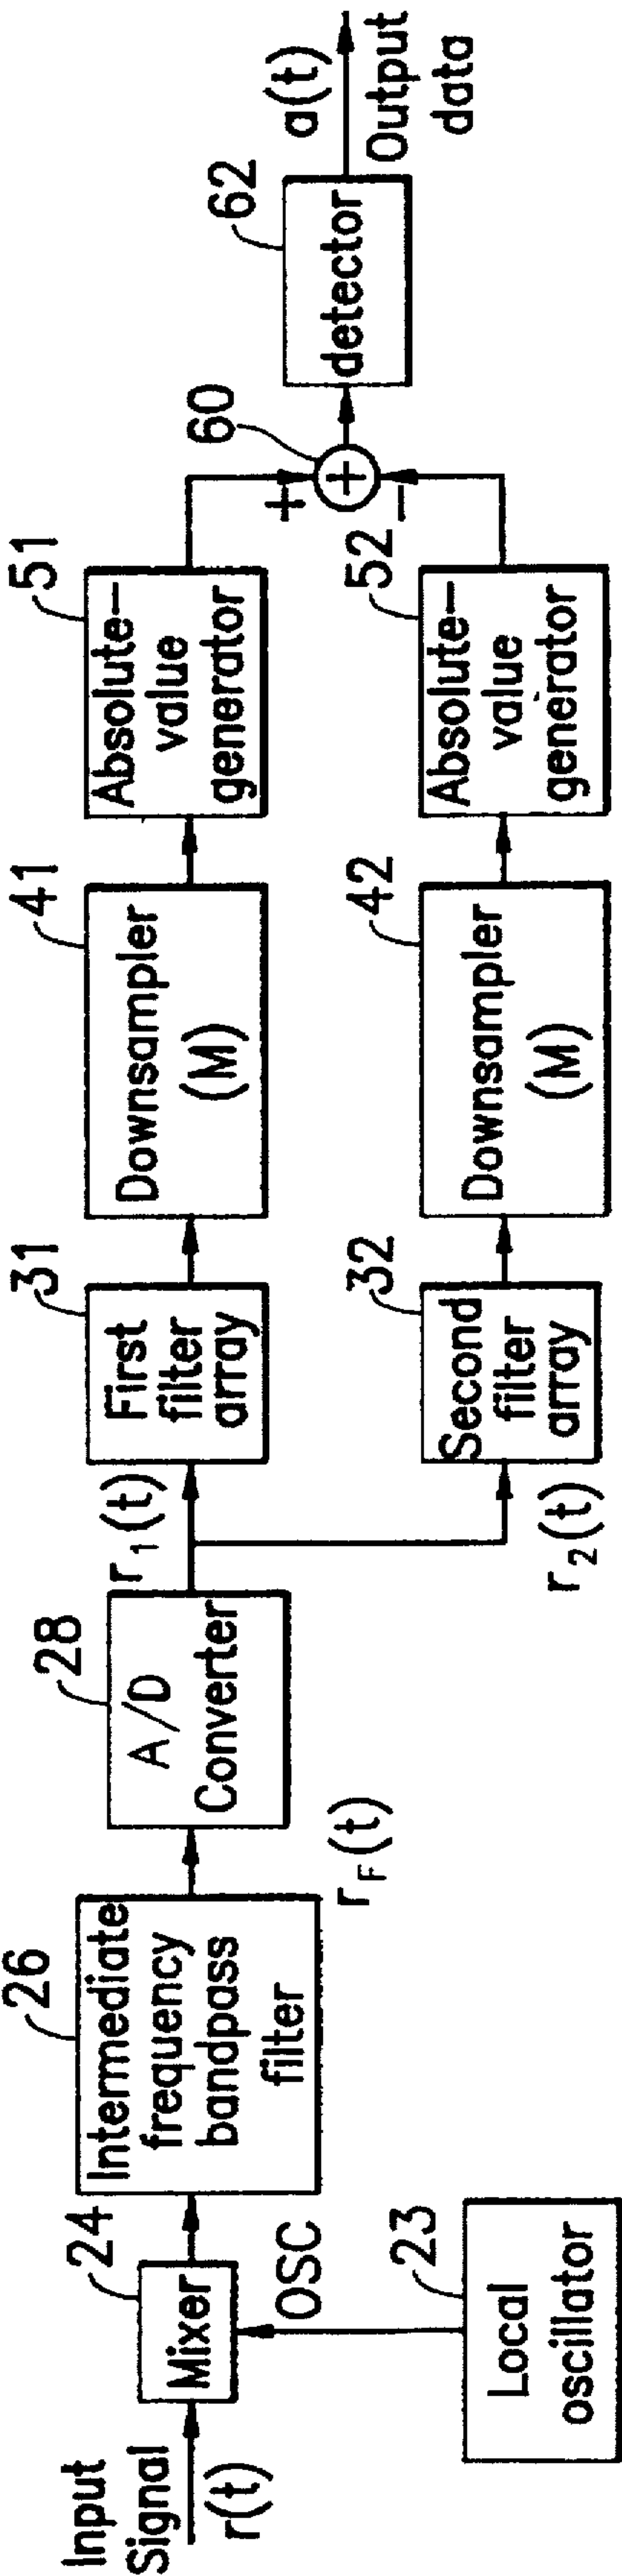 Input
Signal
r(t)
24
Mixer
OSC
23
Local
oscillator
26
Intermediate
frequency
bandpass
filter
r_F(t)
28
A/D
Converter
r_1(t)
r_2(t)
31
First
filter
array
32
Second
filter
array
41
Downsampler
(M)
42
Downsampler
(M)
51
Absolute-
value
generator
52
Absolute-
value
generator
+
-
60
+
62
detector
a(t)
Output
data